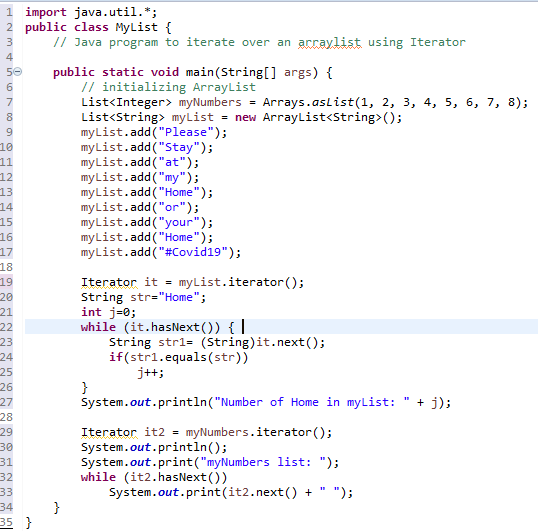 1 import java.util.*;
2 public class MyList {
3     // Java program to iterate over an arraylist using Iterator
4
5     public static void main(String[] args) {
6         // initializing ArrayList
7         List<Integer> myNumbers = Arrays.asList(1, 2, 3, 4, 5, 6, 7, 8);
8         List<String> myList = new ArrayList<String>();
9         myList.add("Please");
10         myList.add("Stay");
11         myList.add("at");
12         myList.add("my");
13         myList.add("Home");
14         myList.add("or");
15         myList.add("your");
16         myList.add("Home");
17         myList.add("#Covid19");
18
19         Iterator it = myList.iterator();
20         String str="Home";
21         int j=0;
22         while (it.hasNext()) {
23             String str1= (String)it.next();
24             if(str1.equals(str))
25                 j++;
26         }
27         System.out.println("Number of Home in myList: " + j);
28
29         Iterator it2 = myNumbers.iterator();
30         System.out.println();
31         System.out.print("myNumbers list: ");
32         while (it2.hasNext())
33             System.out.print(it2.next() + " ");
34     }
35 }